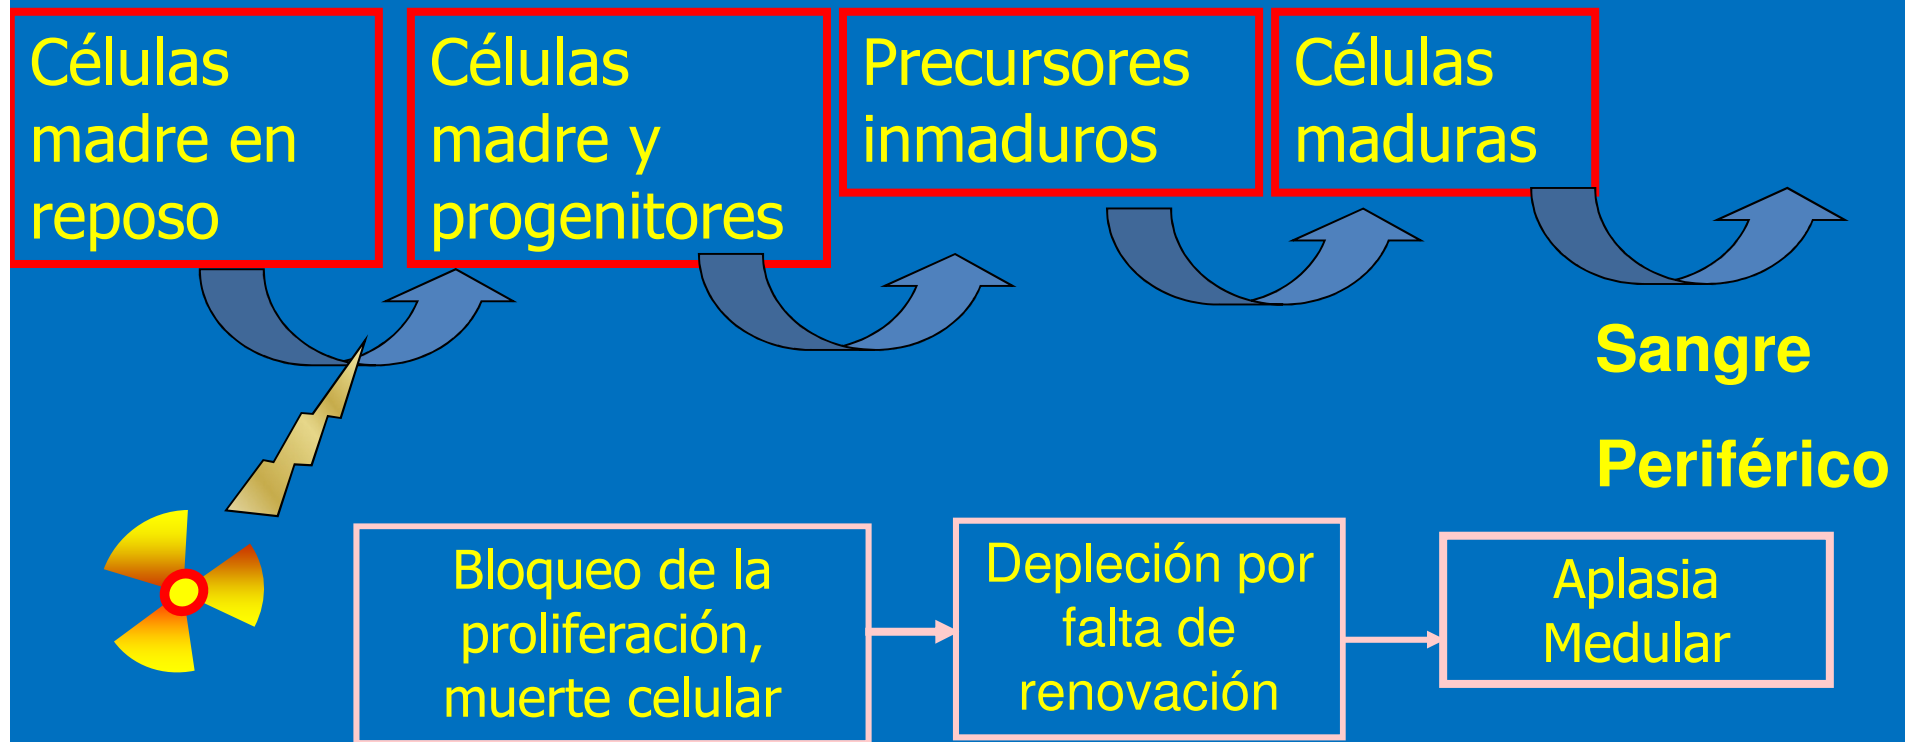 Células
madre en
reposo
Células
madre y
progenitores
Precursores
inmaduros
Células
maduras
Sangre
Periférico
Bloqueo de la
proliferación,
muerte celular
Depleción por
falta de
renovación
Aplasia
Medular